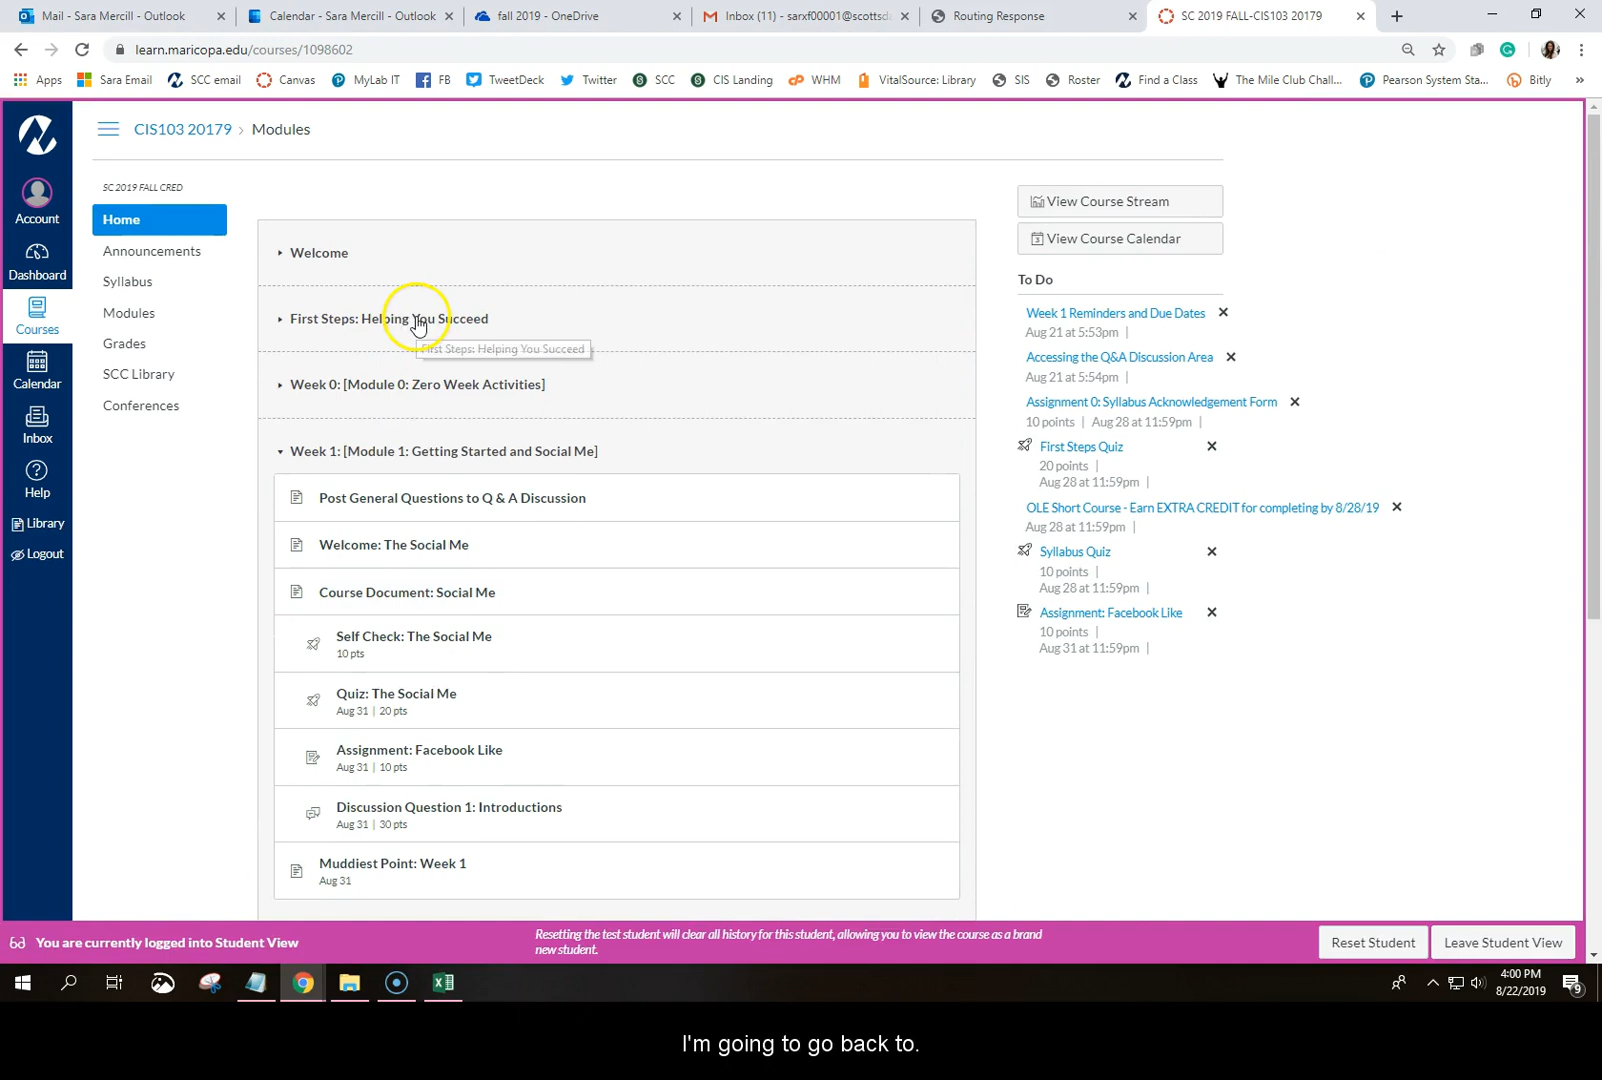 Mail - Sara Mercill - Outlook
Calendar - Sara Mercill - Outlook
fall 2019 - OneDrive
Inbox (11) - sarxf00001@scottsd
Routing Response
SC 2019 FALL-CIS103 20179
learn.maricopa.edu/courses/1098602
Apps
Sara Email
SCC email
Canvas
MyLab IT
FB
TweetDeck
Twitter
SCC
CIS Landing
WHM
VitalSource: Library
SIS
Roster
Find a Class
The Mile Club Chall...
Pearson System Sta...
Bitly
»
CIS103 20179 › Modules
SC 2019 FALL CRED
Account
Dashboard
Courses
Calendar
Inbox
Help
Library
Logout
Home
Announcements
Syllabus
Modules
Grades
SCC Library
Conferences
Welcome
First Steps: Helping You Succeed
First Steps: Helping You Succeed
Week 0: [Module 0: Zero Week Activities]
Week 1: [Module 1: Getting Started and Social Me]
Post General Questions to Q & A Discussion
Welcome: The Social Me
Course Document: Social Me
Self Check: The Social Me
10 pts
Quiz: The Social Me
Aug 31 | 20 pts
Assignment: Facebook Like
Aug 31 | 10 pts
Discussion Question 1: Introductions
Aug 31 | 30 pts
Muddiest Point: Week 1
Aug 31
View Course Stream
View Course Calendar
To Do
Week 1 Reminders and Due Dates
Aug 21 at 5:53pm |
Accessing the Q&A Discussion Area
Aug 21 at 5:54pm |
Assignment 0: Syllabus Acknowledgement Form
10 points | Aug 28 at 11:59pm |
First Steps Quiz
20 points |
Aug 28 at 11:59pm |
OLE Short Course - Earn EXTRA CREDIT for completing by 8/28/19
Aug 28 at 11:59pm |
Syllabus Quiz
10 points |
Aug 28 at 11:59pm |
Assignment: Facebook Like
10 points |
Aug 31 at 11:59pm |
You are currently logged into Student View
Resetting the test student will clear all history for this student, allowing you to view the course as a brand
new student.
Reset Student
Leave Student View
4:00 PM
8/22/2019
9
I'm going to go back to.